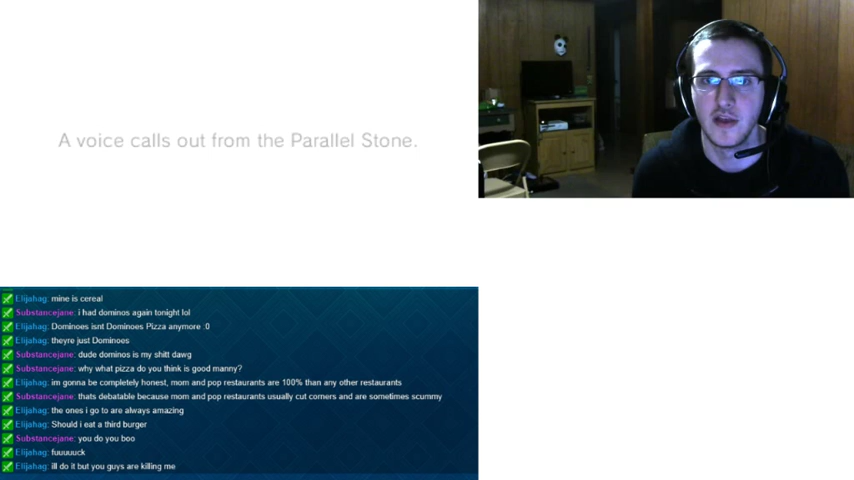 A voice calls out from the Parallel Stone.
Elijahag: mine is cereal
Substancejane: i had dominos again tonight lol
Elijahag: Dominoes isnt Dominoes Pizza anymore :0
Elijahag: theyre just Dominoes
Substancejane: dude dominos is my shitt dawg
Substancejane: why what pizza do you think is good manny?
Elijahag: im gonna be completely honest, mom and pop restaurants are 100% than any other restaurants
Substancejane: thats debatable because mom and pop restaurants usually cut corners and are sometimes scummy
Elijahag: the ones i go to are always amazing
Elijahag: Should i eat a third burger
Substancejane: you do you boo
Elijahag: fuuuuuck
Elijahag: ill do it but you guys are killing me